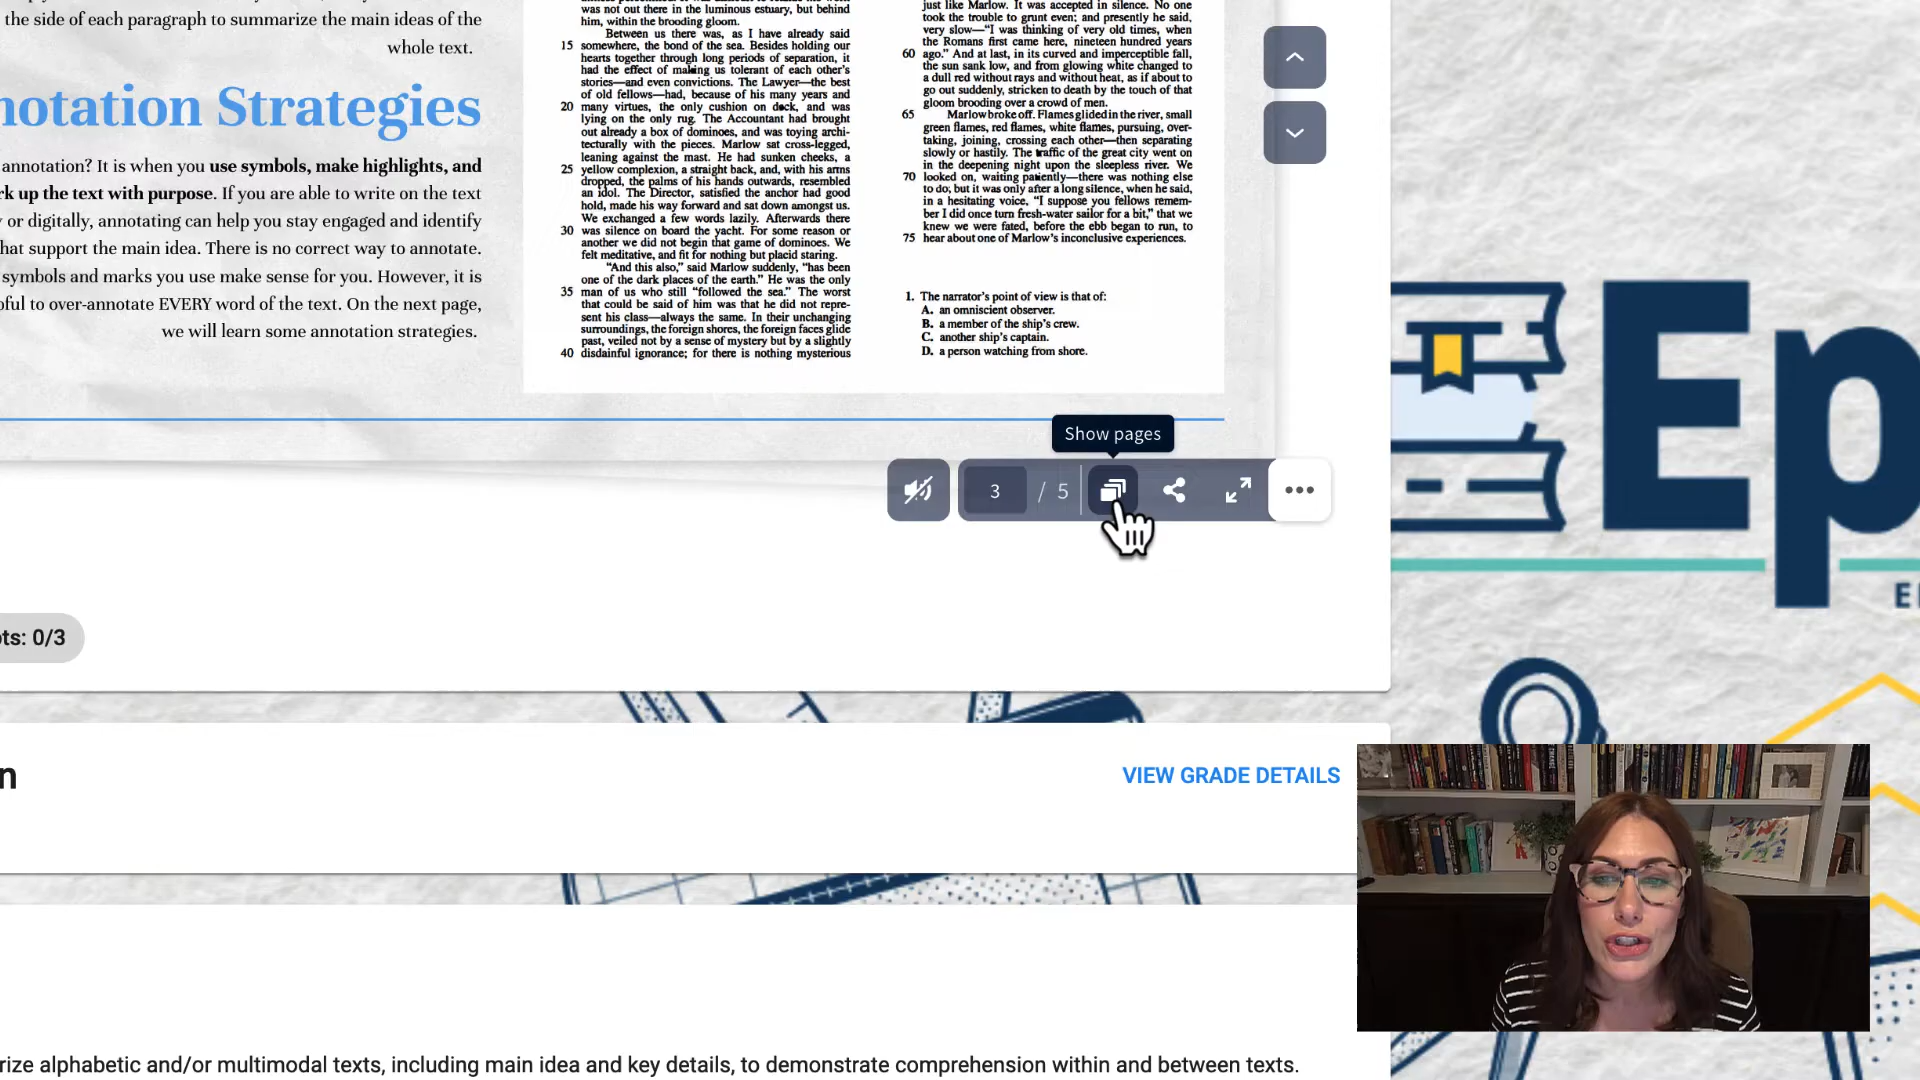 the side of each paragraph to summarize the main ideas of the
whole text.
notation Strategies
annotation? It is when you use symbols, make highlights, and
rk up the text with purpose. If you are able to write on the text
or digitally, annotating can help you stay engaged and identify
hat support the main idea. There is no correct way to annotate.
symbols and marks you use make sense for you. However, it is
oful to over-annotate EVERY word of the text. On the next page,
we will learn some annotation strategies.
was not out there in the luminous estuary, but behind
him, within the brooding gloom.
Between us there was, as I have already said
15 somewhere, the bond of the sea. Besides holding our
hearts together through long periods of separation, it
had the effect of making us tolerant of each other's
stories—and even convictions. The Lawyer—the best
of old fellows—had, because of his many years and
20 many virtues, the only cushion on deck, and was
lying on the only rug. The Accountant had brought
out already a box of dominoes, and was toying archi-
tecturally with the pieces. Marlow sat cross-legged,
leaning against the mast. He had sunken cheeks, a
25 yellow complexion, a straight back, and, with his arms
dropped, the palms of his hands outwards, resembled
an idol. The Director, satisfied the anchor had good
hold, made his way forward and sat down amongst us.
We exchanged a few words lazily. Afterwards there
30 was silence on board the yacht. For some reason or
another we did not begin that game of dominoes. We
felt meditative, and fit for nothing but placid staring.
"And this also," said Marlow suddenly, "has been
one of the dark places of the earth." He was the only
35 man of us who still "followed the sea." The worst
that could be said of him was that he did not repre-
sent his class—always the same. In their unchanging
surroundings, the foreign shores, the foreign faces glide
past, veiled not by a sense of mystery but by a slightly
40 disdainful ignorance; for there is nothing mysterious
just like Marlow. It was accepted in silence. No one
took the trouble to grunt even; and presently he said,
very slow—"I was thinking of very old times, when
the Romans first came here, nineteen hundred years
60 ago." And at last, in its curved and imperceptible fall,
the sun sank low, and from glowing white changed to
a dull red without rays and without heat, as if about to
go out suddenly, stricken to death by the touch of that
gloom brooding over a crowd of men.
65 Marlow broke off. Flames glided in the river, small
green flames, red flames, white flames, pursuing, over-
taking, joining, crossing each other—then separating
slowly or hastily. The traffic of the great city went on
in the deepening night upon the sleepless river. We
70 looked on, waiting patiently—there was nothing else
to do; but it was only after a long silence, when he said,
in a hesitating voice, "I suppose you fellows remem-
ber I did once turn fresh-water sailor for a bit," that we
knew we were fated, before the ebb began to run, to
75 hear about one of Marlow's inconclusive experiences.
1. The narrator's point of view is that of:
A. an omniscient observer.
B. a member of the ship's crew.
C. another ship's captain.
D. a person watching from shore.
Show pages
3 / 5
Ep
E
ots: 0/3
n
VIEW GRADE DETAILS
rize alphabetic and/or multimodal texts, including main idea and key details, to demonstrate comprehension within and between texts.